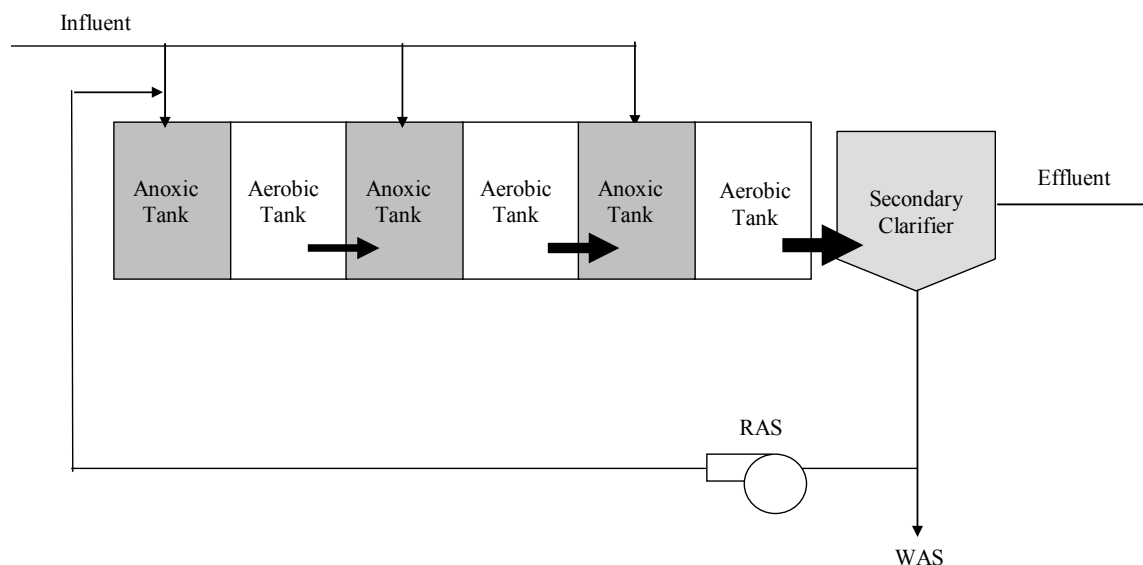 Influent
Anoxic
Tank
Aerobic
Tank
Anoxic
Tank
Aerobic
Tank
Anoxic
Tank
Aerobic
Tank
Secondary
Clarifier
Effluent
RAS
WAS